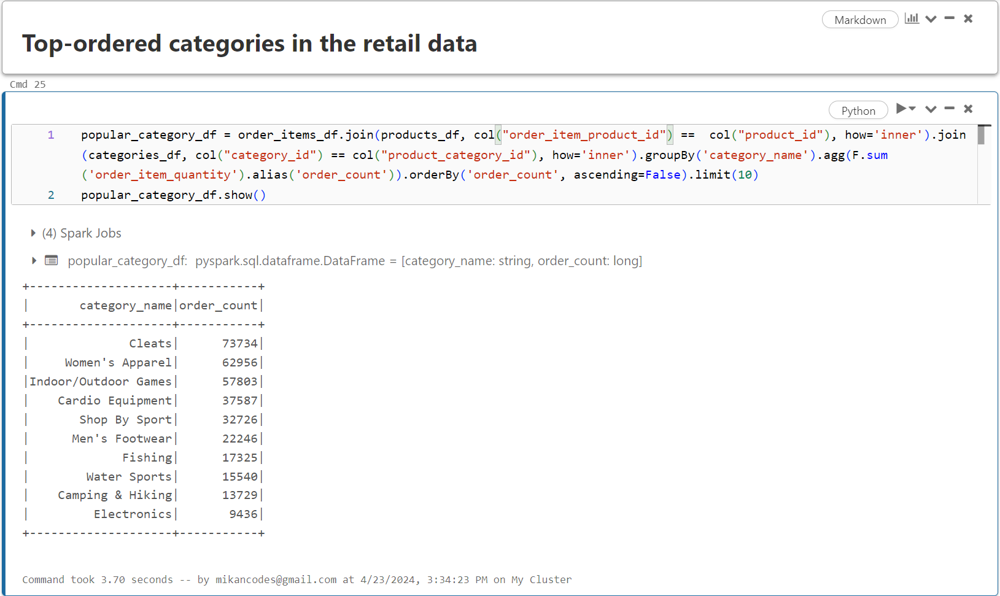 Markdown
Top-ordered categories in the retail data
Cmd 25
Python
1 popular_category_df = order_items_df.join(products_df, col("order_item_product_id") ==  col("product_id"), how='inner').join
(categories_df, col("category_id") == col("product_category_id"), how='inner').groupBy('category_name').agg(F.sum
('order_item_quantity').alias('order_count')).orderBy('order_count', ascending=False).limit(10)
2 popular_category_df.show()
(4) Spark Jobs
popular_category_df: pyspark.sql.dataframe.DataFrame = [category_name: string, order_count: long]
+--------------------+-----------+
|       category_name|order_count|
+--------------------+-----------+
|              Cleats|      73734|
|     Women's Apparel|      62956|
|Indoor/Outdoor Games|      57803|
|    Cardio Equipment|      37587|
|       Shop By Sport|      32726|
|      Men's Footwear|      22246|
|             Fishing|      17325|
|        Water Sports|      15540|
|    Camping & Hiking|      13729|
|         Electronics|       9436|
+--------------------+-----------+
Command took 3.70 seconds -- by mikancodes@gmail.com at 4/23/2024, 3:34:23 PM on My Cluster